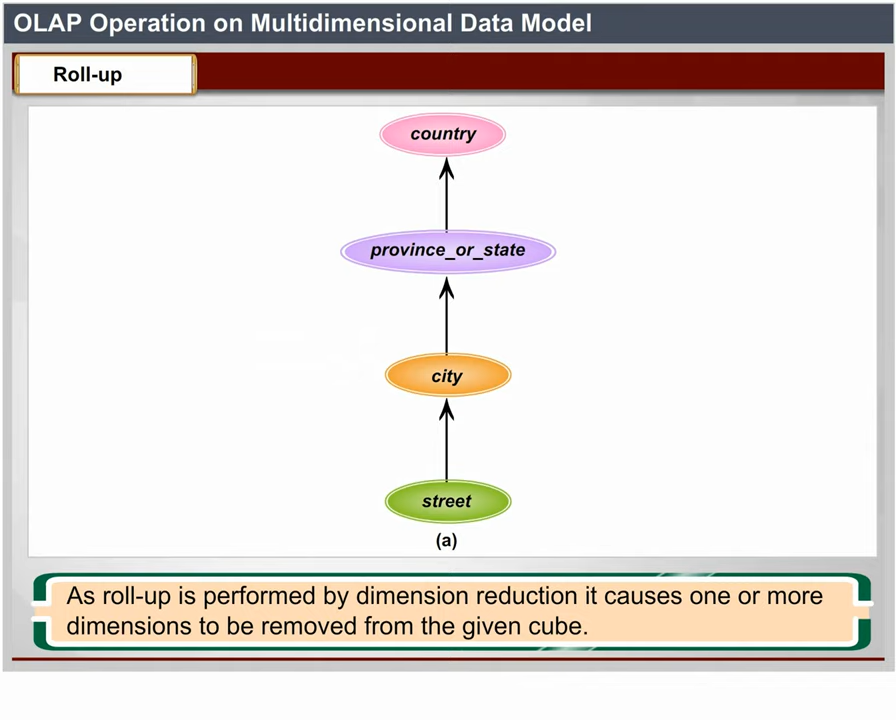 OLAP Operation on Multidimensional Data Model
Roll-up
country
province_or_state
city
street
(a)
As roll-up is performed by dimension reduction it causes one or more
dimensions to be removed from the given cube.